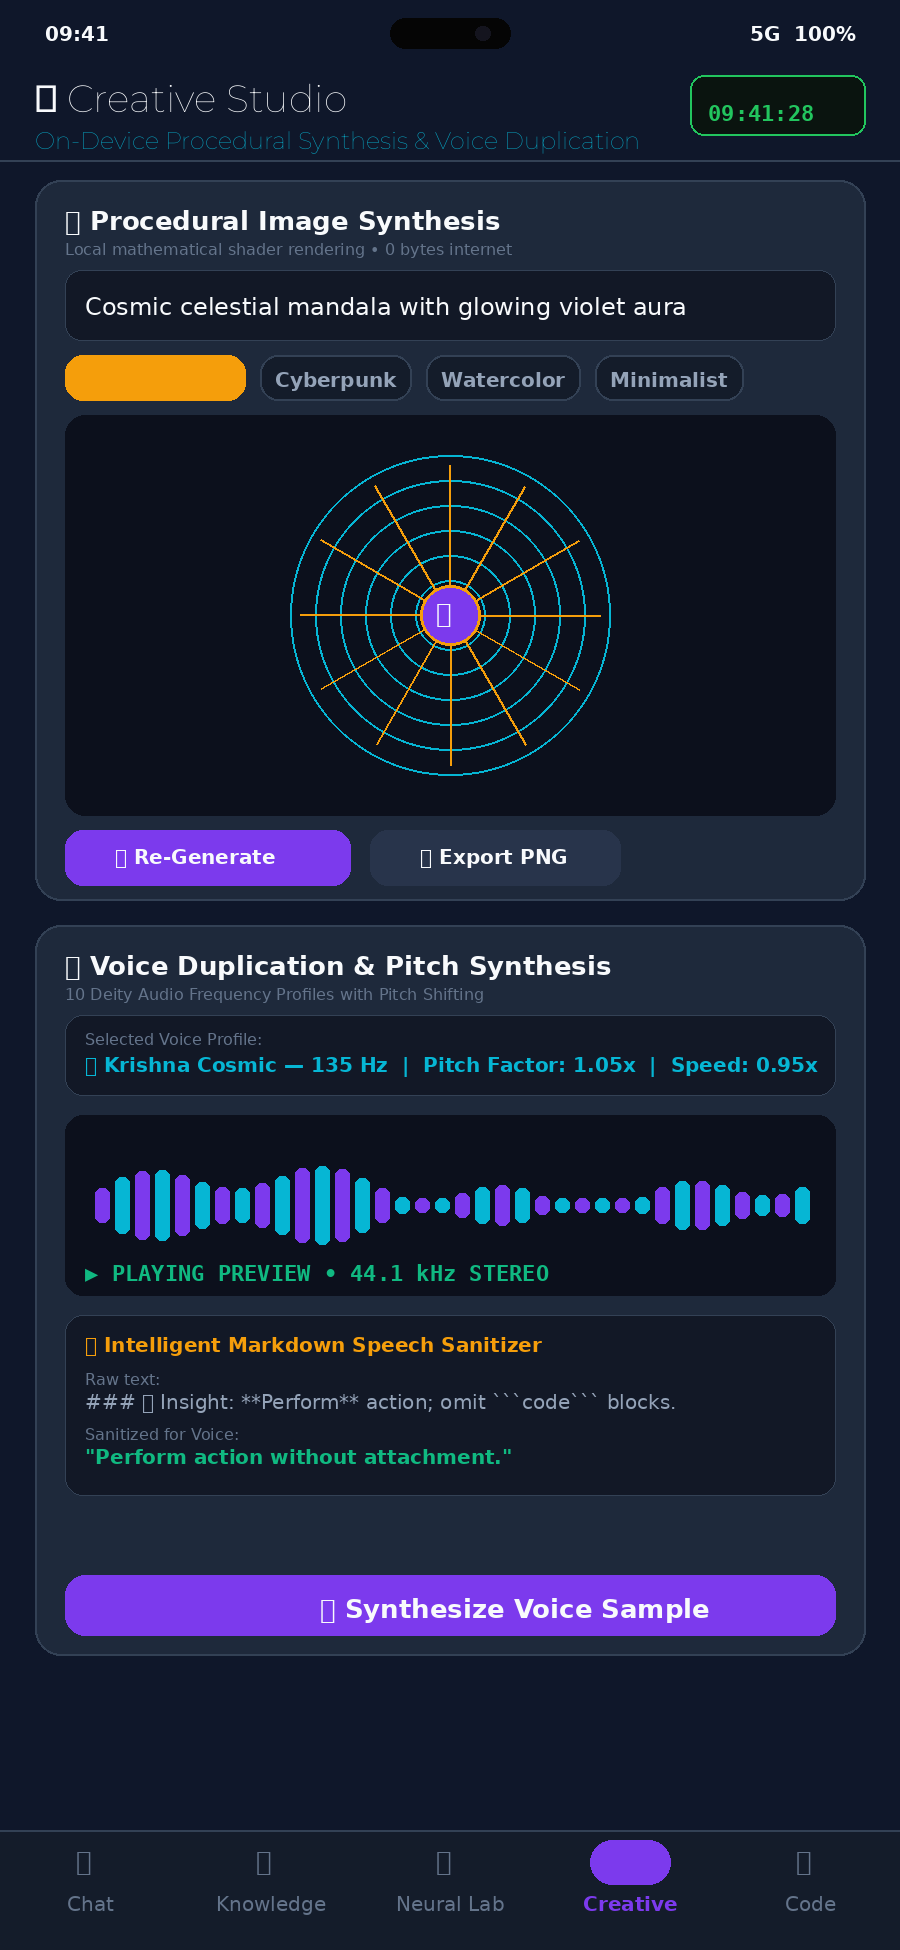 09:41
5G 100%
Creative Studio
09:41:28
On-Device Procedural Synthesis & Voice Duplication
Procedural Image Synthesis
Local mathematical shader rendering • 0 bytes internet
Cosmic celestial mandala with glowing violet aura
Cyberpunk Watercolor Minimalist
Re-Generate
Export PNG
Voice Duplication & Pitch Synthesis
10 Deity Audio Frequency Profiles with Pitch Shifting
Selected Voice Profile:
Krishna Cosmic — 135 Hz | Pitch Factor: 1.05x | Speed: 0.95x
▶ PLAYING PREVIEW • 44.1 kHz STEREO
Intelligent Markdown Speech Sanitizer
Raw text:
### Insight: **Perform** action; omit ```code``` blocks.
Sanitized for Voice:
"Perform action without attachment."
Synthesize Voice Sample
Chat Knowledge Neural Lab Creative Code